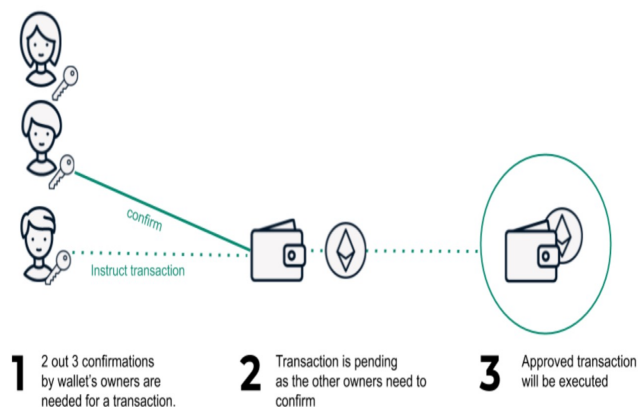 confirm
Instruct transaction
1
2 out 3 confirmations
by wallet's owners are
needed for a transaction.
2
Transaction is pending
as the other owners need to
confirm
3
Approved transaction
will be executed